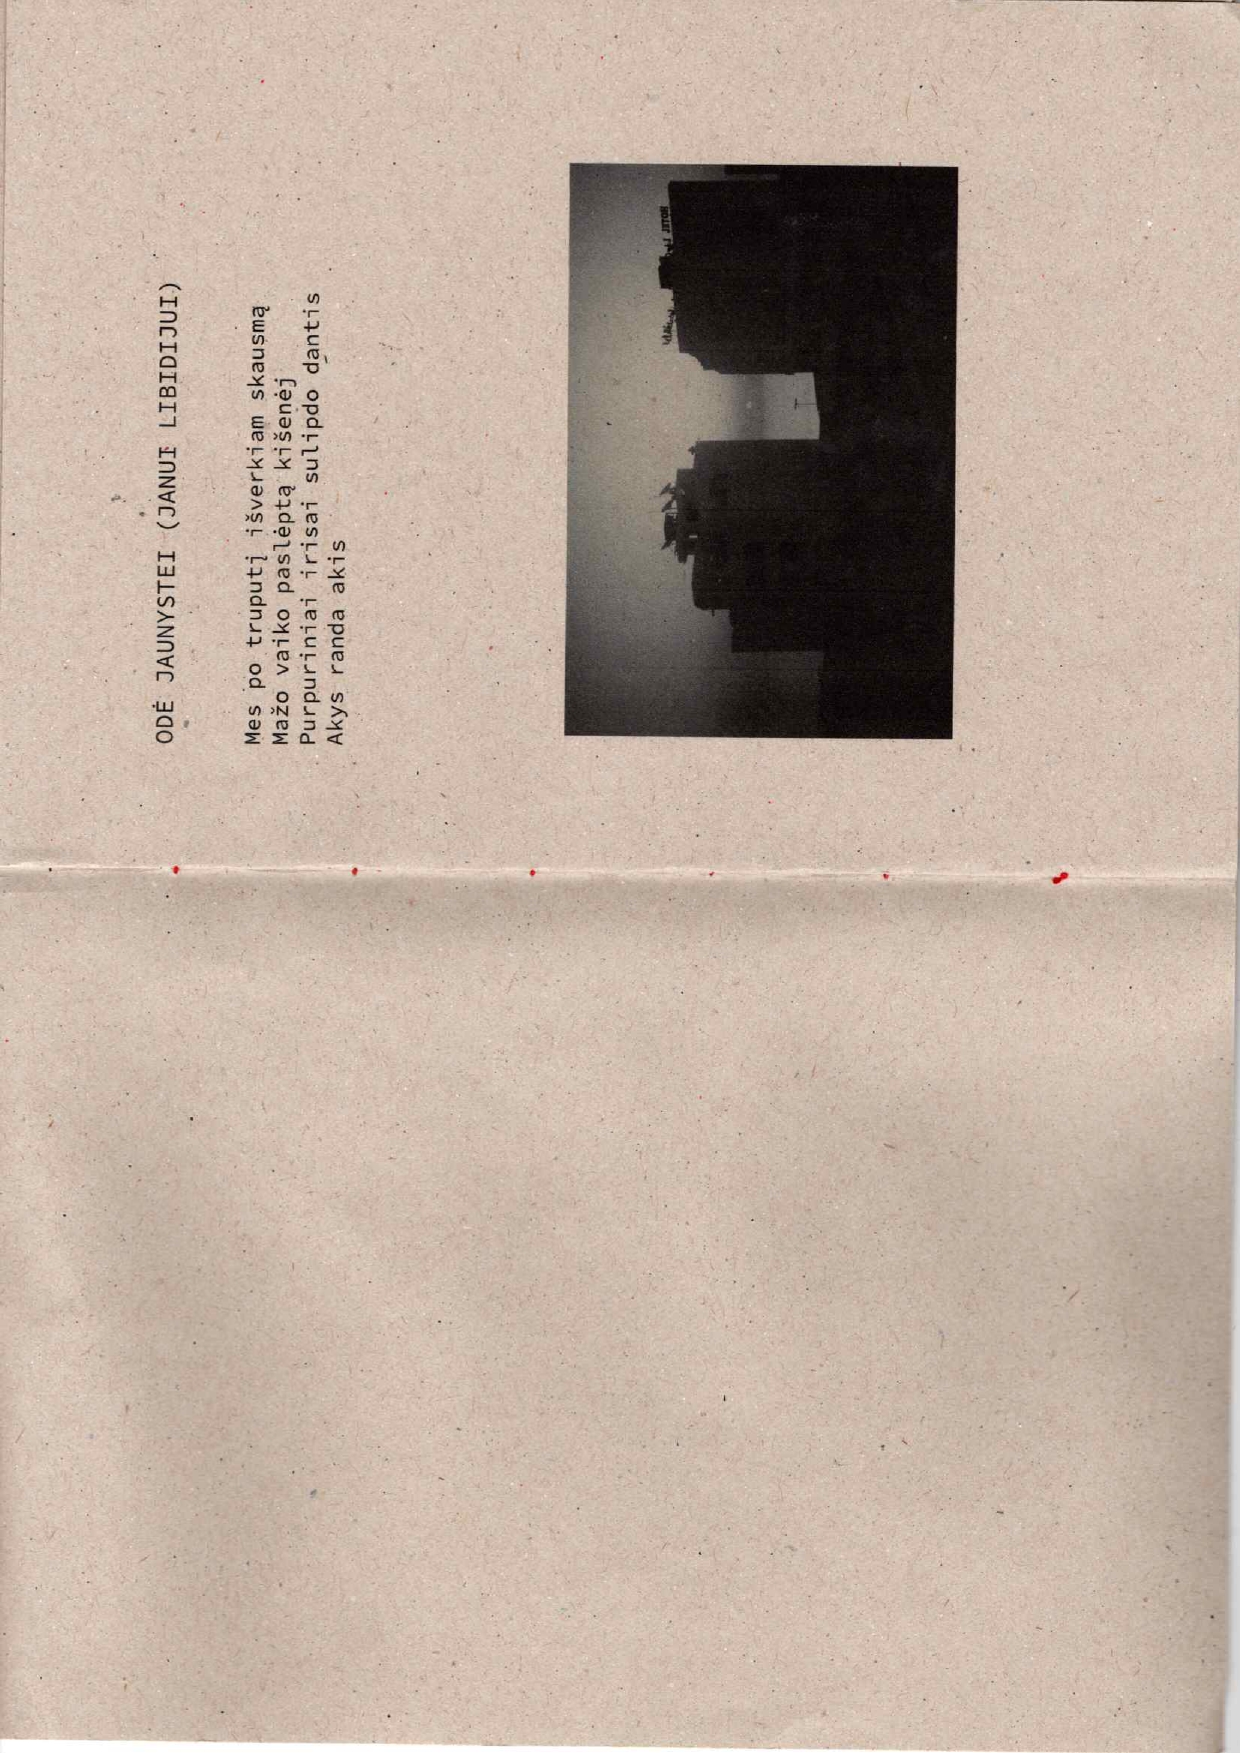 ODĖ JAUNYSTEI (JANUI LIBIDIJUI)
Mes po truputį išverkiam skausmą
Mažo vaiko paslėptą kišenėj
Purpuriniai irisai sulipdo dantis
Akys randa akis